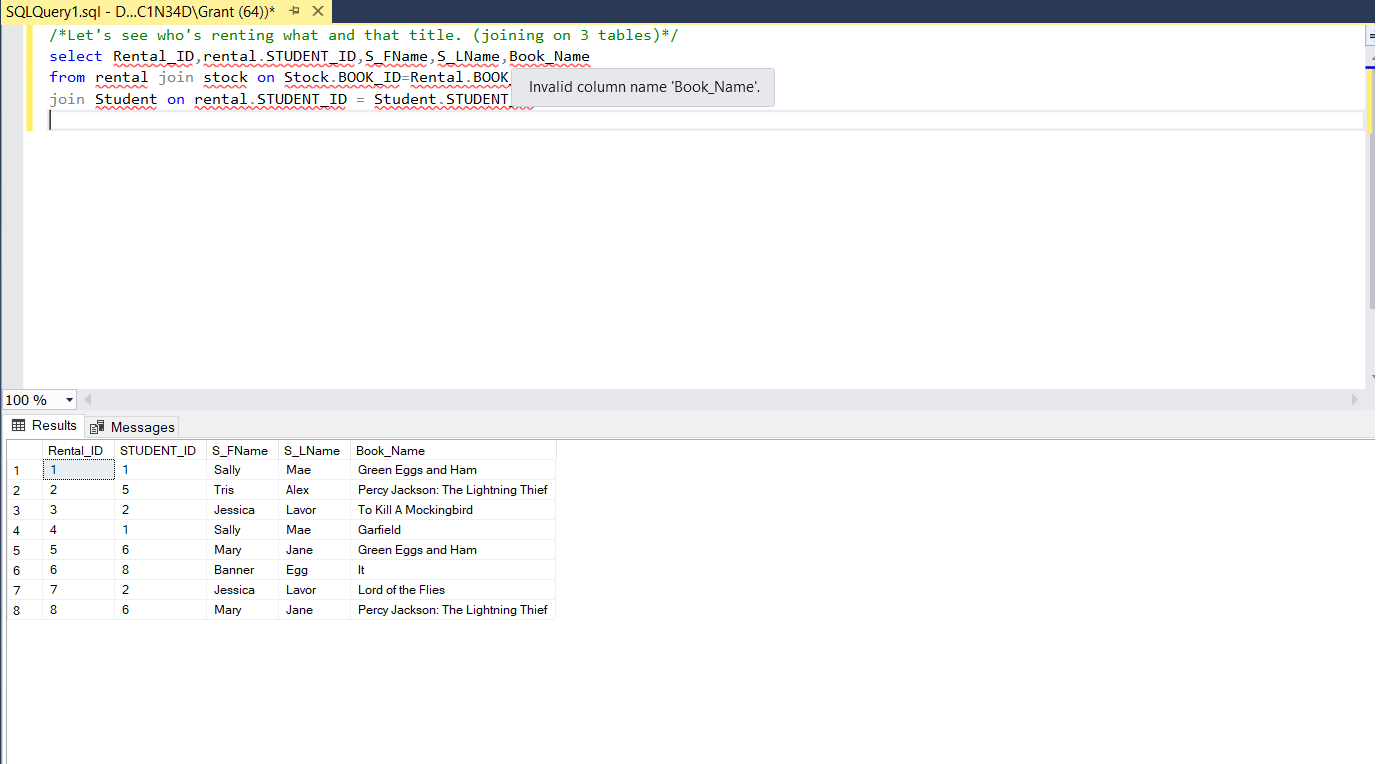 SQLQuery1.sql - D...C1N34D\Grant (64))*
/*Let's see who's renting what and that title. (joining on 3 tables)*/
select Rental_ID,rental.STUDENT_ID,S_FName,S_LName,Book_Name
from rental join stock on Stock.BOOK_ID=Rental.BOOK
Invalid column name 'Book_Name'.
join Student on rental.STUDENT_ID = Student.STUDENT
100 %
Results Messages
Rental_ID STUDENT_ID S_FName S_LName Book_Name
1 1 1 Sally Mae Green Eggs and Ham
2 2 5 Tris Alex Percy Jackson: The Lightning Thief
3 3 2 Jessica Lavor To Kill A Mockingbird
4 4 1 Sally Mae Garfield
5 5 6 Mary Jane Green Eggs and Ham
6 6 8 Banner Egg It
7 7 2 Jessica Lavor Lord of the Flies
8 8 6 Mary Jane Percy Jackson: The Lightning Thief